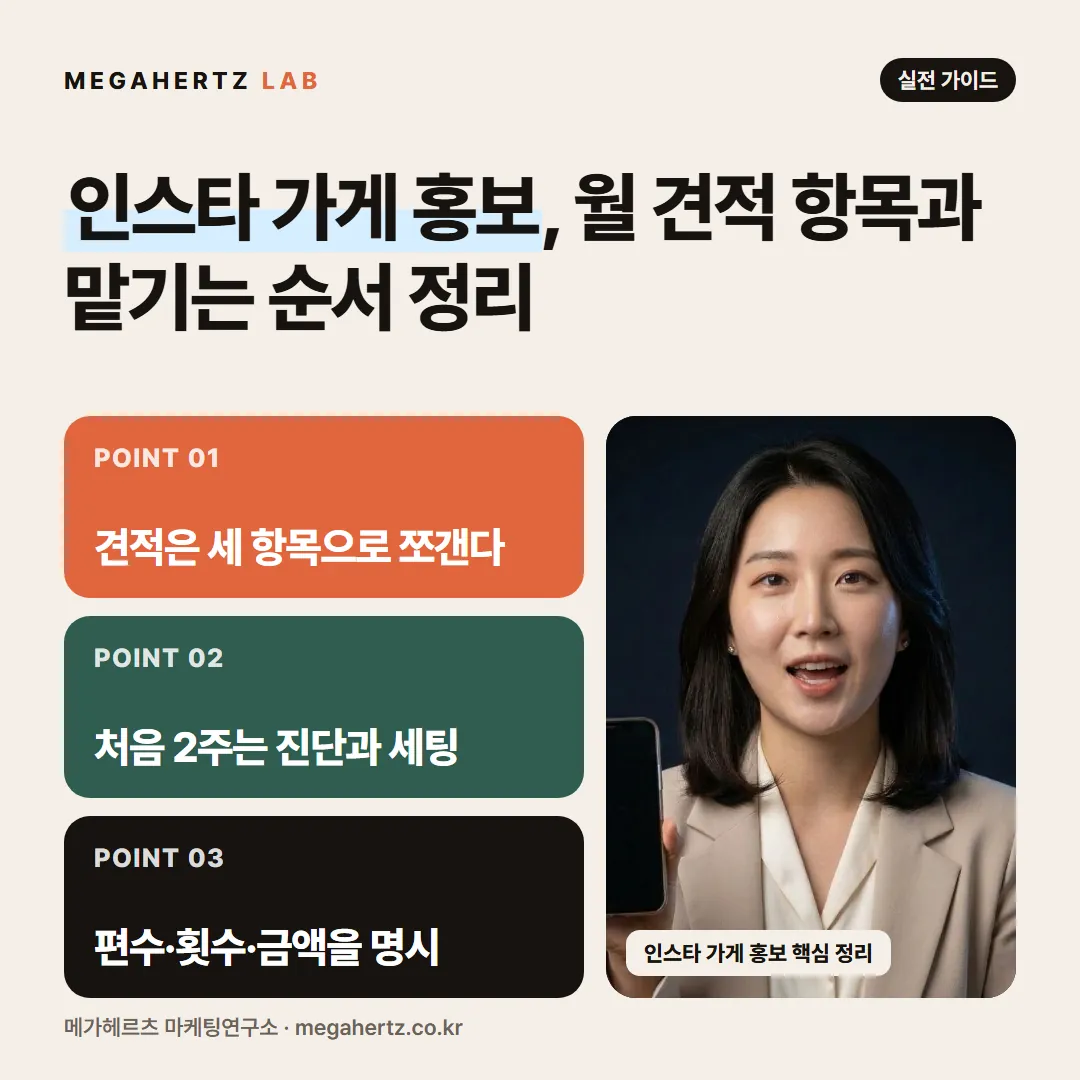 MEGAHERTZ LAB
실전 가이드
인스타 가게 홍보, 월 견적 항목과
맡기는 순서 정리
POINT 01
견적은 세 항목으로 쪼갠다
POINT 02
처음 2주는 진단과 세팅
POINT 03
편수·횟수·금액을 명시
인스타 가게 홍보 핵심 정리
메가헤르츠 마케팅연구소 · megahertz.co.kr